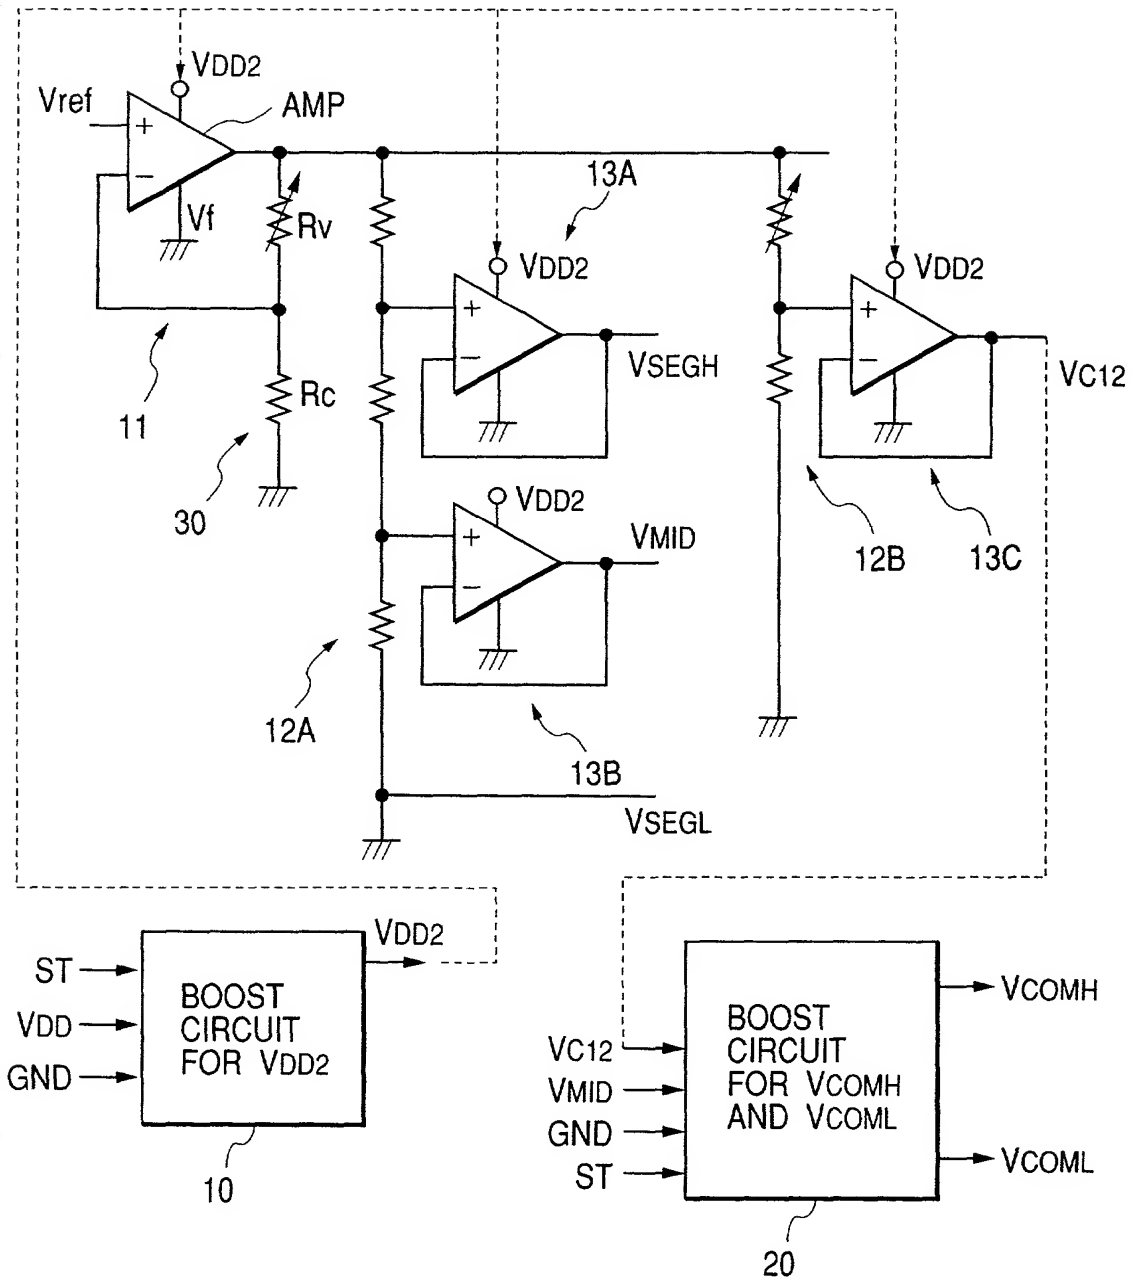 VDD2
Vref
AMP
+
−
13A
Vf
Rv
VDD2
VDD2
+
+
−
−
VSEGH
VC12
Rc
11
30
VDD2
VMID
+
−
12B
13C
12A
13B
VSEGL
VDD2
ST
VDD
GND
BOOST
CIRCUIT
FOR VDD2
10
VCOMH
BOOST
CIRCUIT
FOR VCOMH
AND VCOML
VC12
VMID
GND
ST
VCOML
20